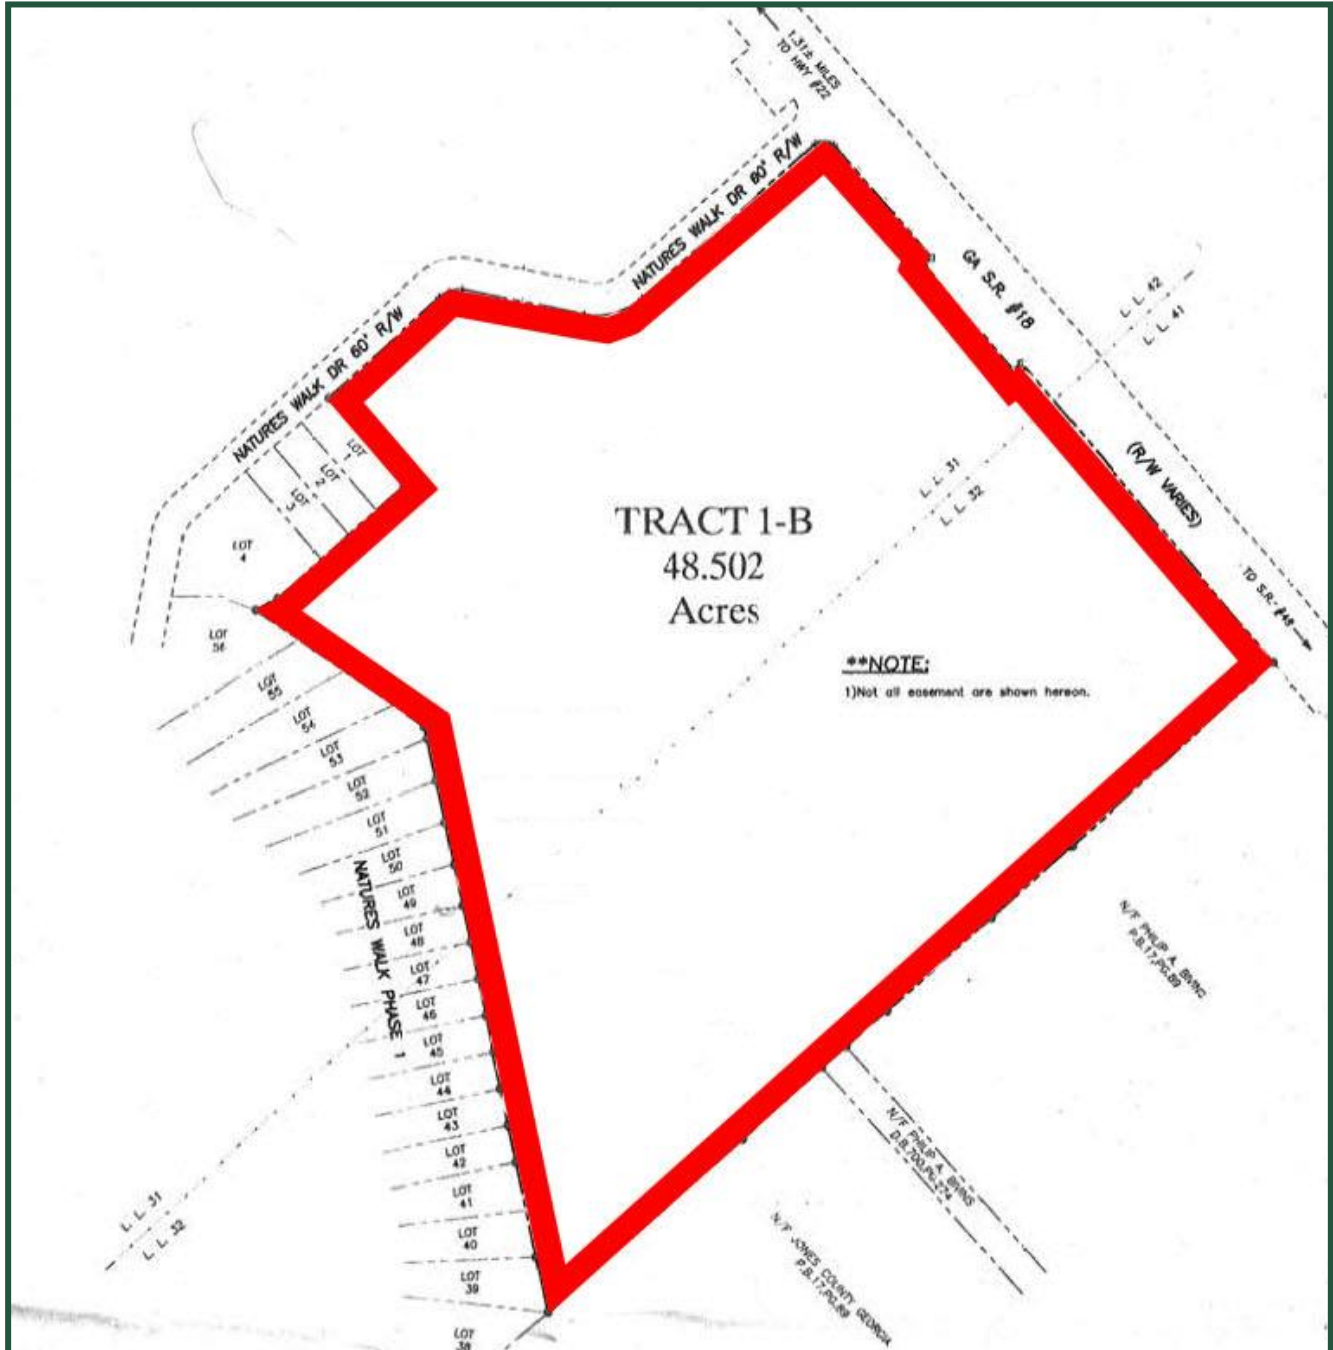 1.31± MILES
TO HWY #22
NATURES WALK DR 60' R/W
GA S.R. #18
L. L. 42
L. L. 41
NATURES WALK DR 60' R/W
(R/W VARIES)
TO S.R. #49
LOT
1
LOT
2
LOT
3
LOT
4
L. L. 31
L. L. 32
TRACT 1-B
48.502
Acres
**NOTE:
1)Not all easement are shown hereon.
LOT
56
LOT
55
LOT
54
LOT
53
LOT
52
LOT
51
LOT
50
LOT
49
LOT
48
LOT
47
LOT
46
LOT
45
LOT
44
LOT
43
LOT
42
LOT
41
LOT
40
LOT
39
LOT
38
NATURES WALK PHASE 1
N/F PHILIP A. BIVINS
P.B.17,PG.89
N/F PHILIP A. BIVINS
D.B.700,PG.274
N/F JONES COUNTY GEORGIA
P.B.17,PG.89
L. L. 31
L. L. 32